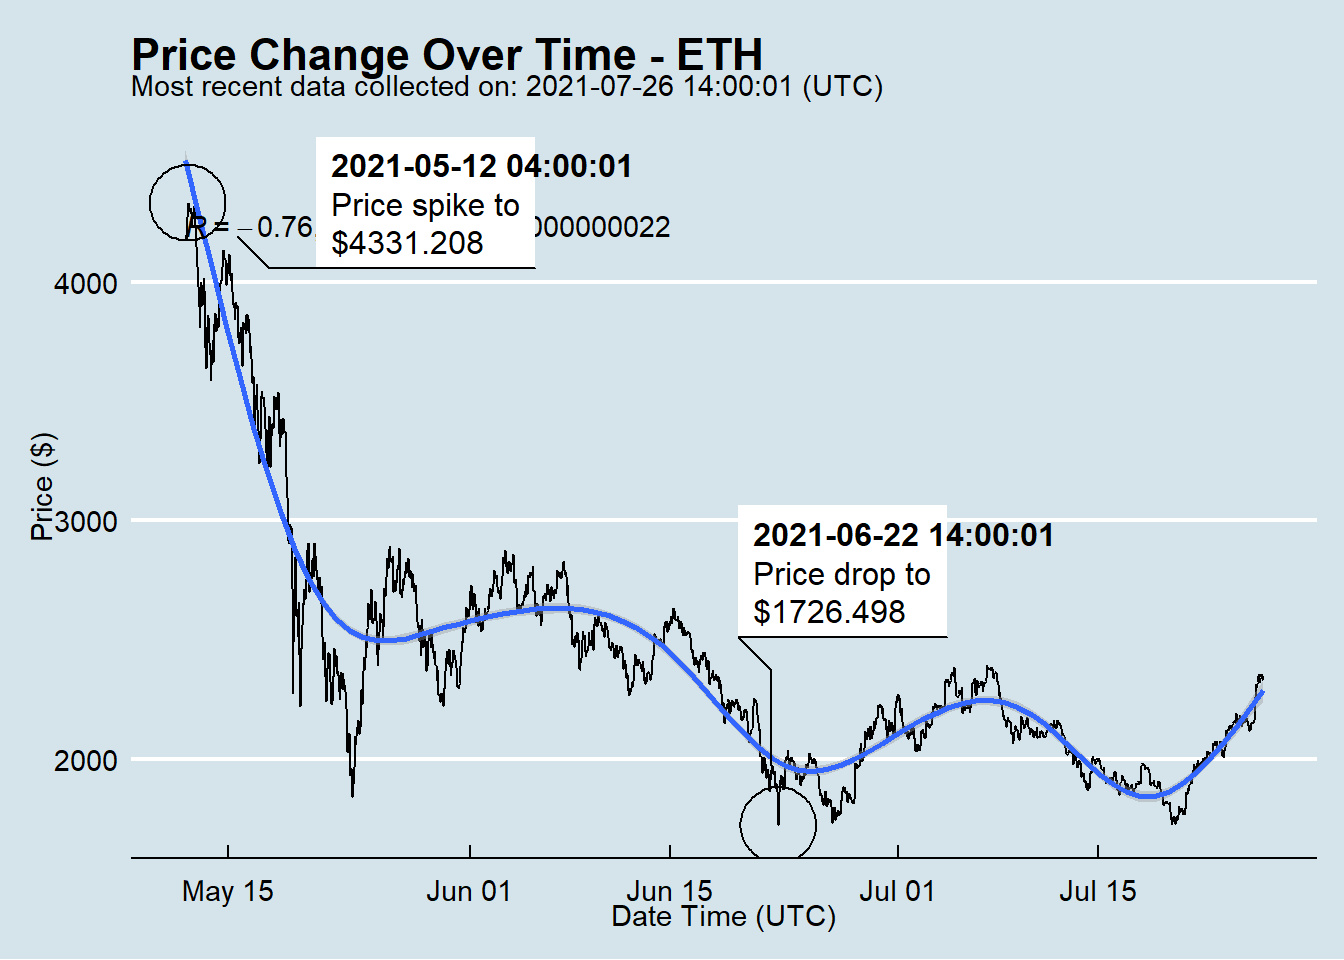 Price Change Over Time - ETH
Most recent data collected on: 2021-07-26 14:00:01 (UTC)
2021-05-12 04:00:01
Price spike to
$4331.208
R = −0.76, 000000022
4000
3000
2000
Price ($)
2021-06-22 14:00:01
Price drop to
$1726.498
May 15
Jun 01
Jun 15
Jul 01
Jul 15
Date Time (UTC)